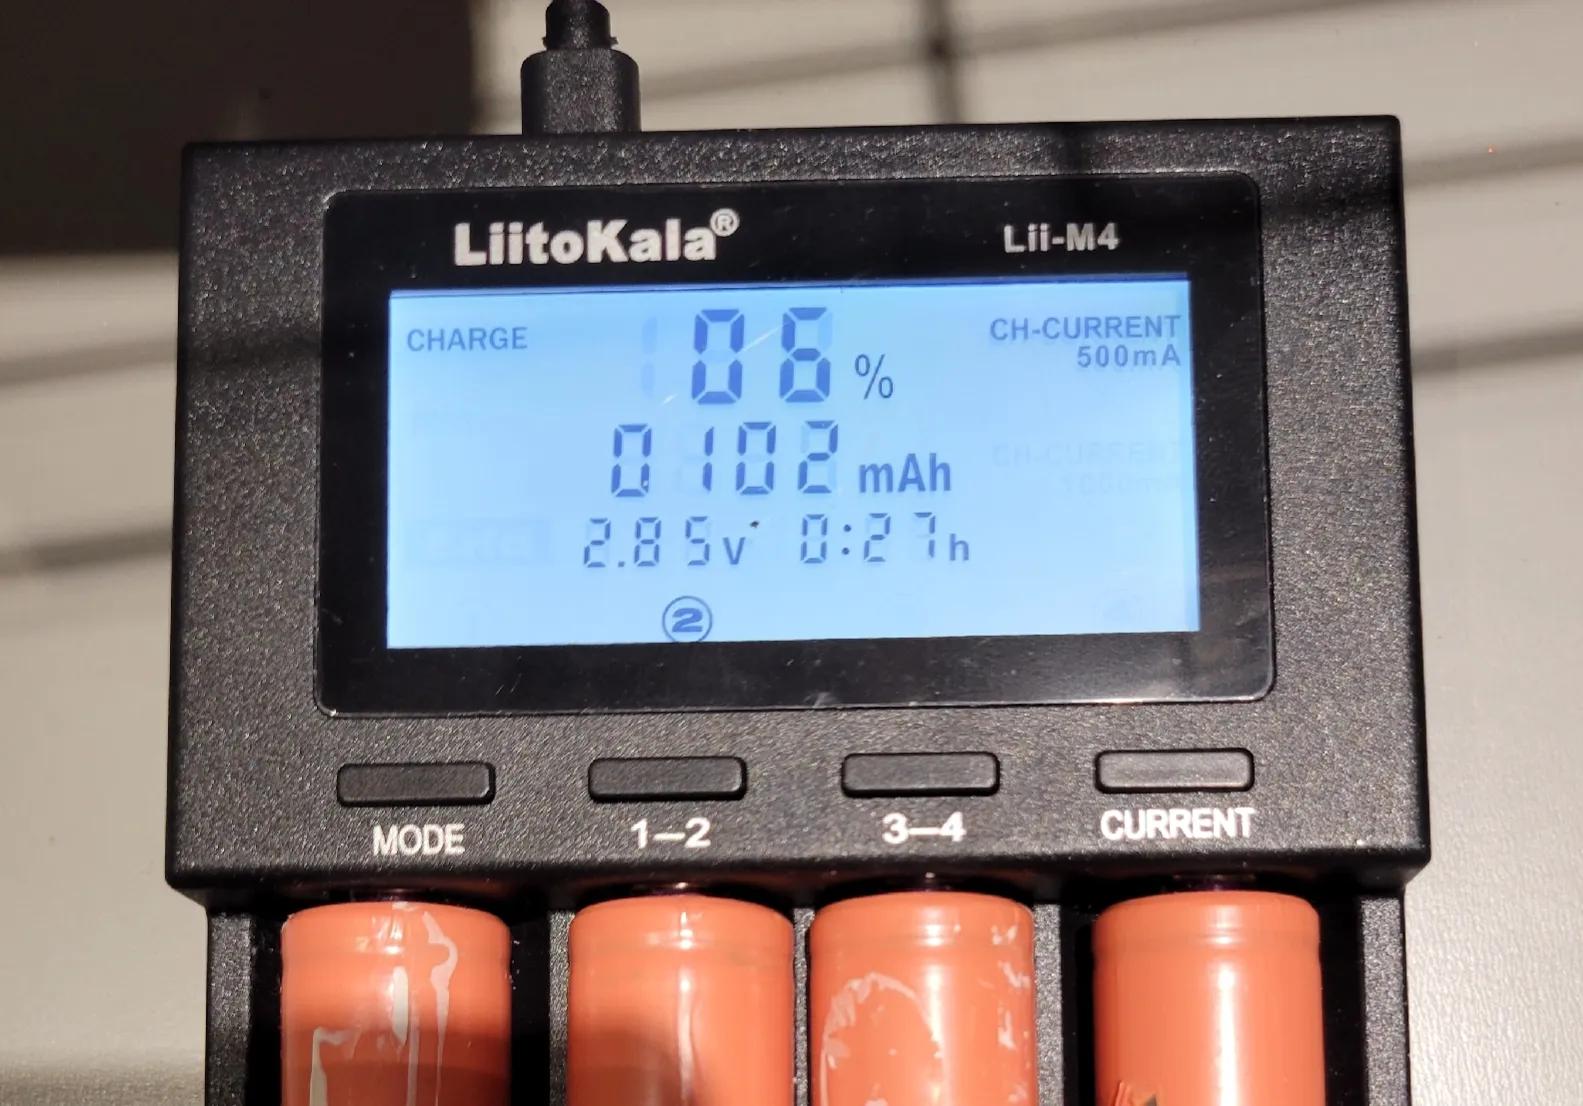 LiitoKala®
Lii-M4
CHARGE
06 %
CH-CURRENT
500mA
0102 mAh
2.85v 0:27h
②
MODE
1—2
3—4
CURRENT